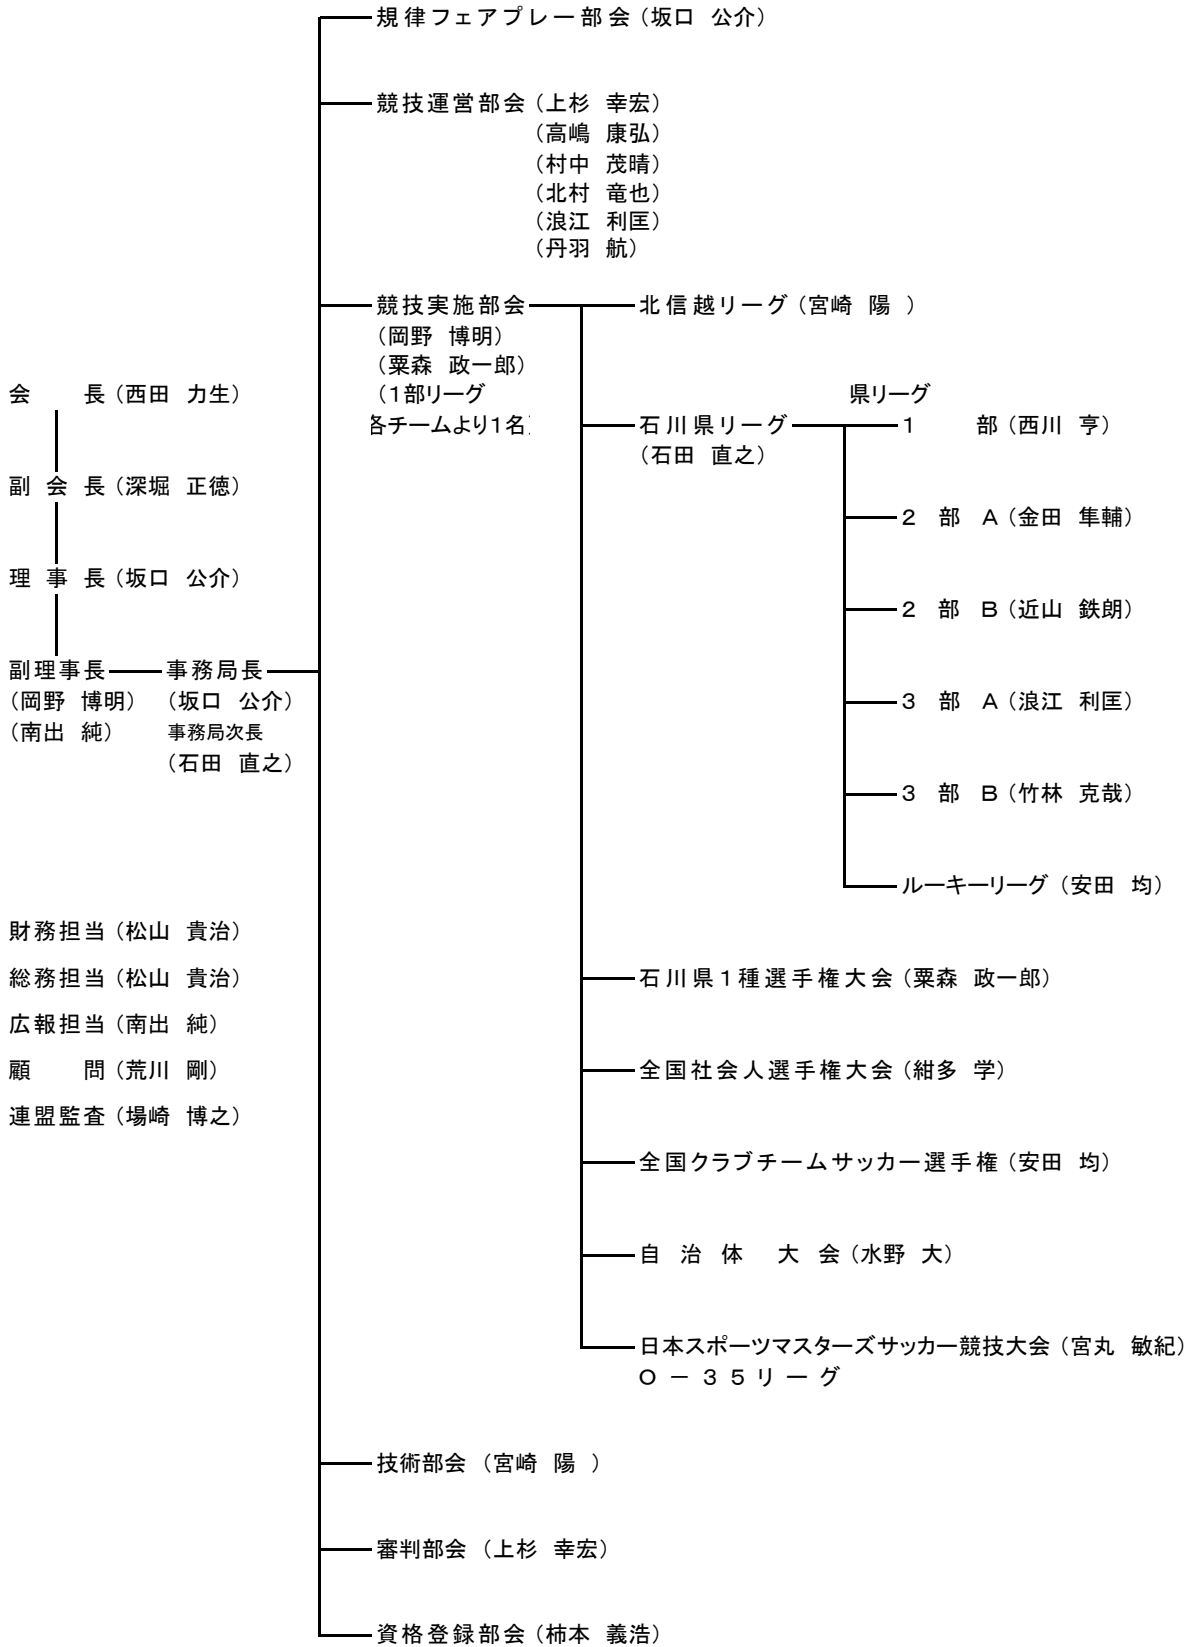 規律フェアプレー部会（坂口　公介）
競技運営部会（上杉　幸宏）
（高嶋　康弘）
（村中　茂晴）
（北村　竜也）
（浪江　利匡）
（丹羽　航）
競技実施部会
（岡野　博明）
（粟森　政一郎）
（1部リーグ
各チームより1名）
北信越リーグ（宮崎　陽　）
石川県リーグ
（石田　直之）
県リーグ
1　　部（西川　亨）
2　部　A（金田　隼輔）
2　部　B（近山　鉄朗）
3　部　A（浪江　利匡）
3　部　B（竹林　克哉）
ルーキーリーグ（安田　均）
石川県1種選手権大会（粟森　政一郎）
全国社会人選手権大会（紺多　学）
全国クラブチームサッカー選手権（安田　均）
自　治　体　大　会（水野　大）
日本スポーツマスターズサッカー競技大会（宮丸　敏紀）
O－35リーグ
技術部会　（宮崎　陽　）
審判部会　（上杉　幸宏）
資格登録部会（柿本　義浩）
会　　長（西田　力生）
副　会　長（深堀　正徳）
理　事　長（坂口　公介）
副理事長
（岡野　博明）
（南出　純）
事務局長
（坂口　公介）
事務局次長
（石田　直之）
財務担当（松山　貴治）
総務担当（松山　貴治）
広報担当（南出　純）
顧　　問（荒川　剛）
連盟監査（場崎　博之）